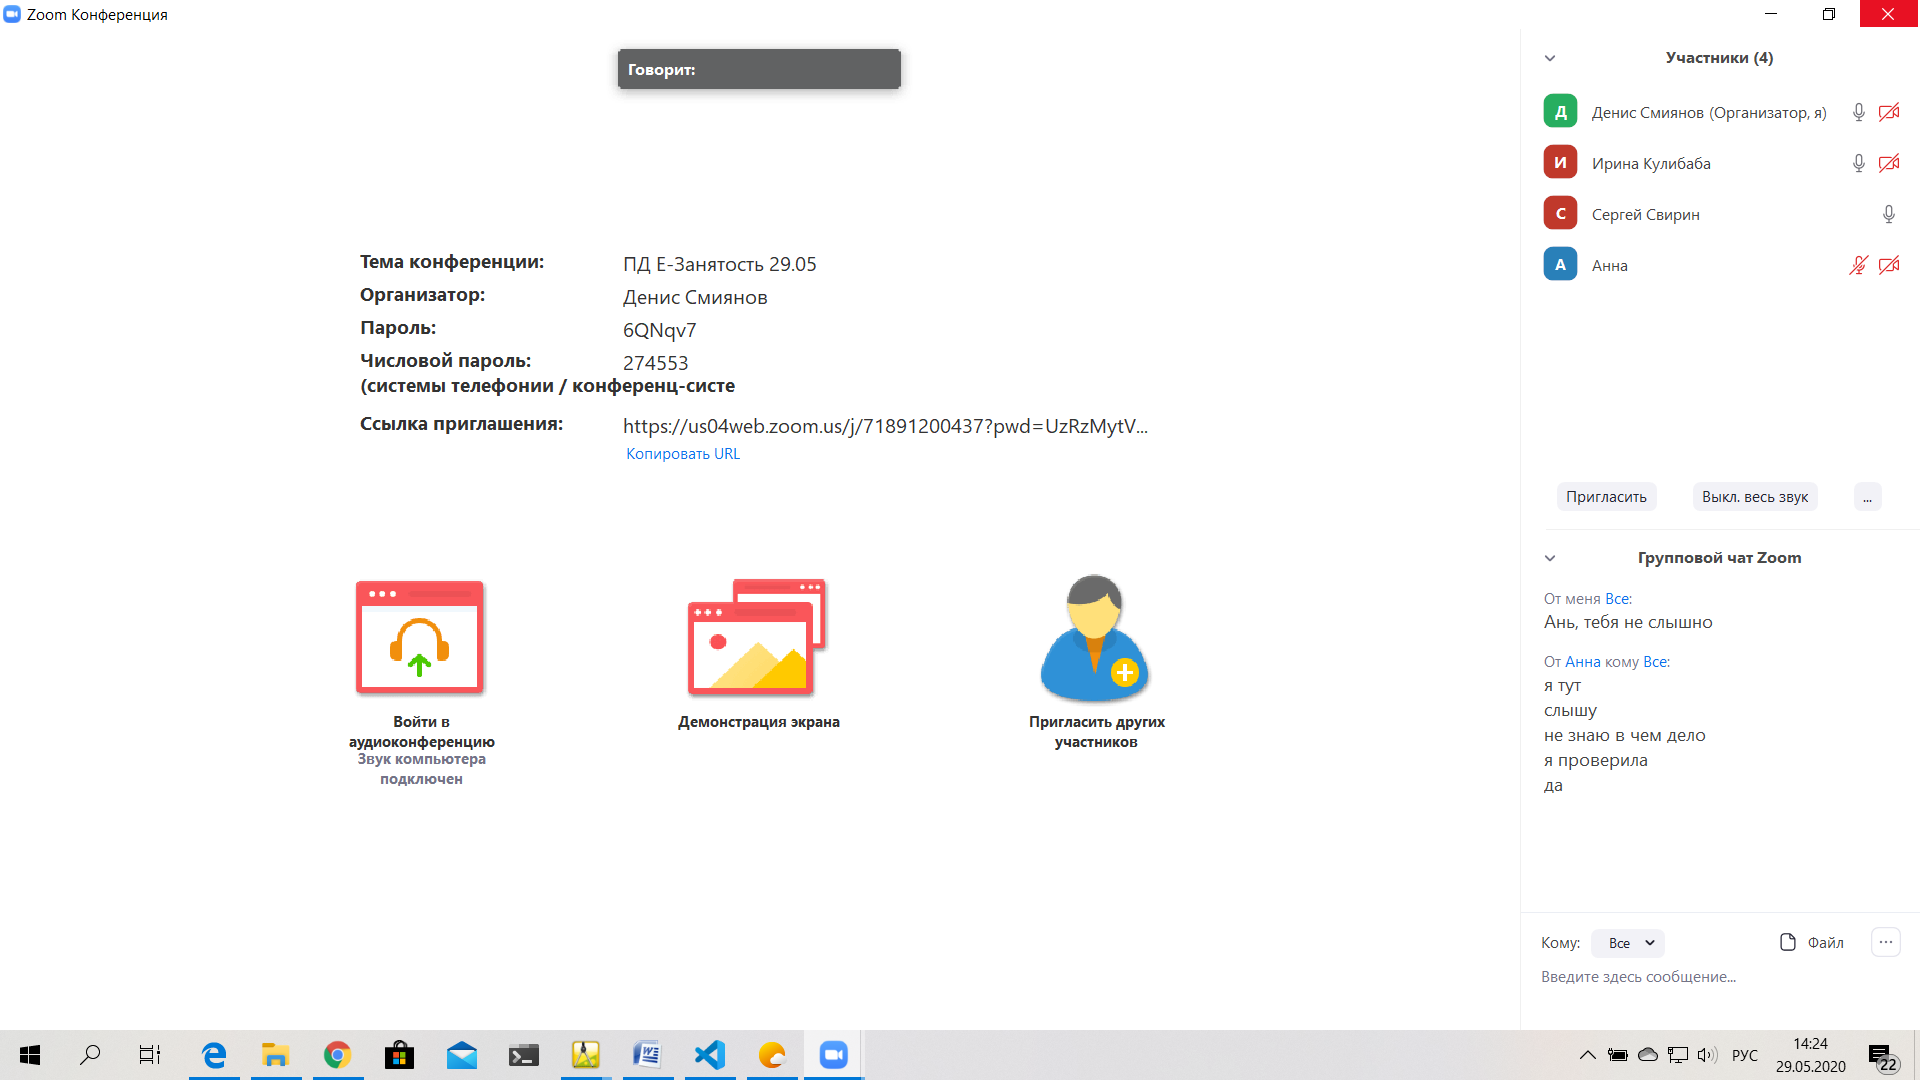 Zoom Конференция
Говорит:
Тема конференции: ПД Е-Занятость 29.05
Организатор: Денис Смиянов
Пароль: 6QNqv7
Числовой пароль: 274553
(системы телефонии / конференц-систе
Ссылка приглашения: https://us04web.zoom.us/j/71891200437?pwd=UzRzMytV...
Копировать URL
Войти в
аудиоконференцию
Звук компьютера
подключен
Демонстрация экрана
Пригласить других
участников
Участники (4)
Д Денис Смиянов (Организатор, я)
И Ирина Кулибаба
С Сергей Свирин
А Анна
Пригласить Выкл. весь звук ...
Групповой чат Zoom
От меня Все:
Ань, тебя не слышно
От Анна кому Все:
я тут
слышу
не знаю в чем дело
я проверила
да
Кому: Все Файл ...
Введите здесь сообщение...
РУС
14:24
29.05.2020
22